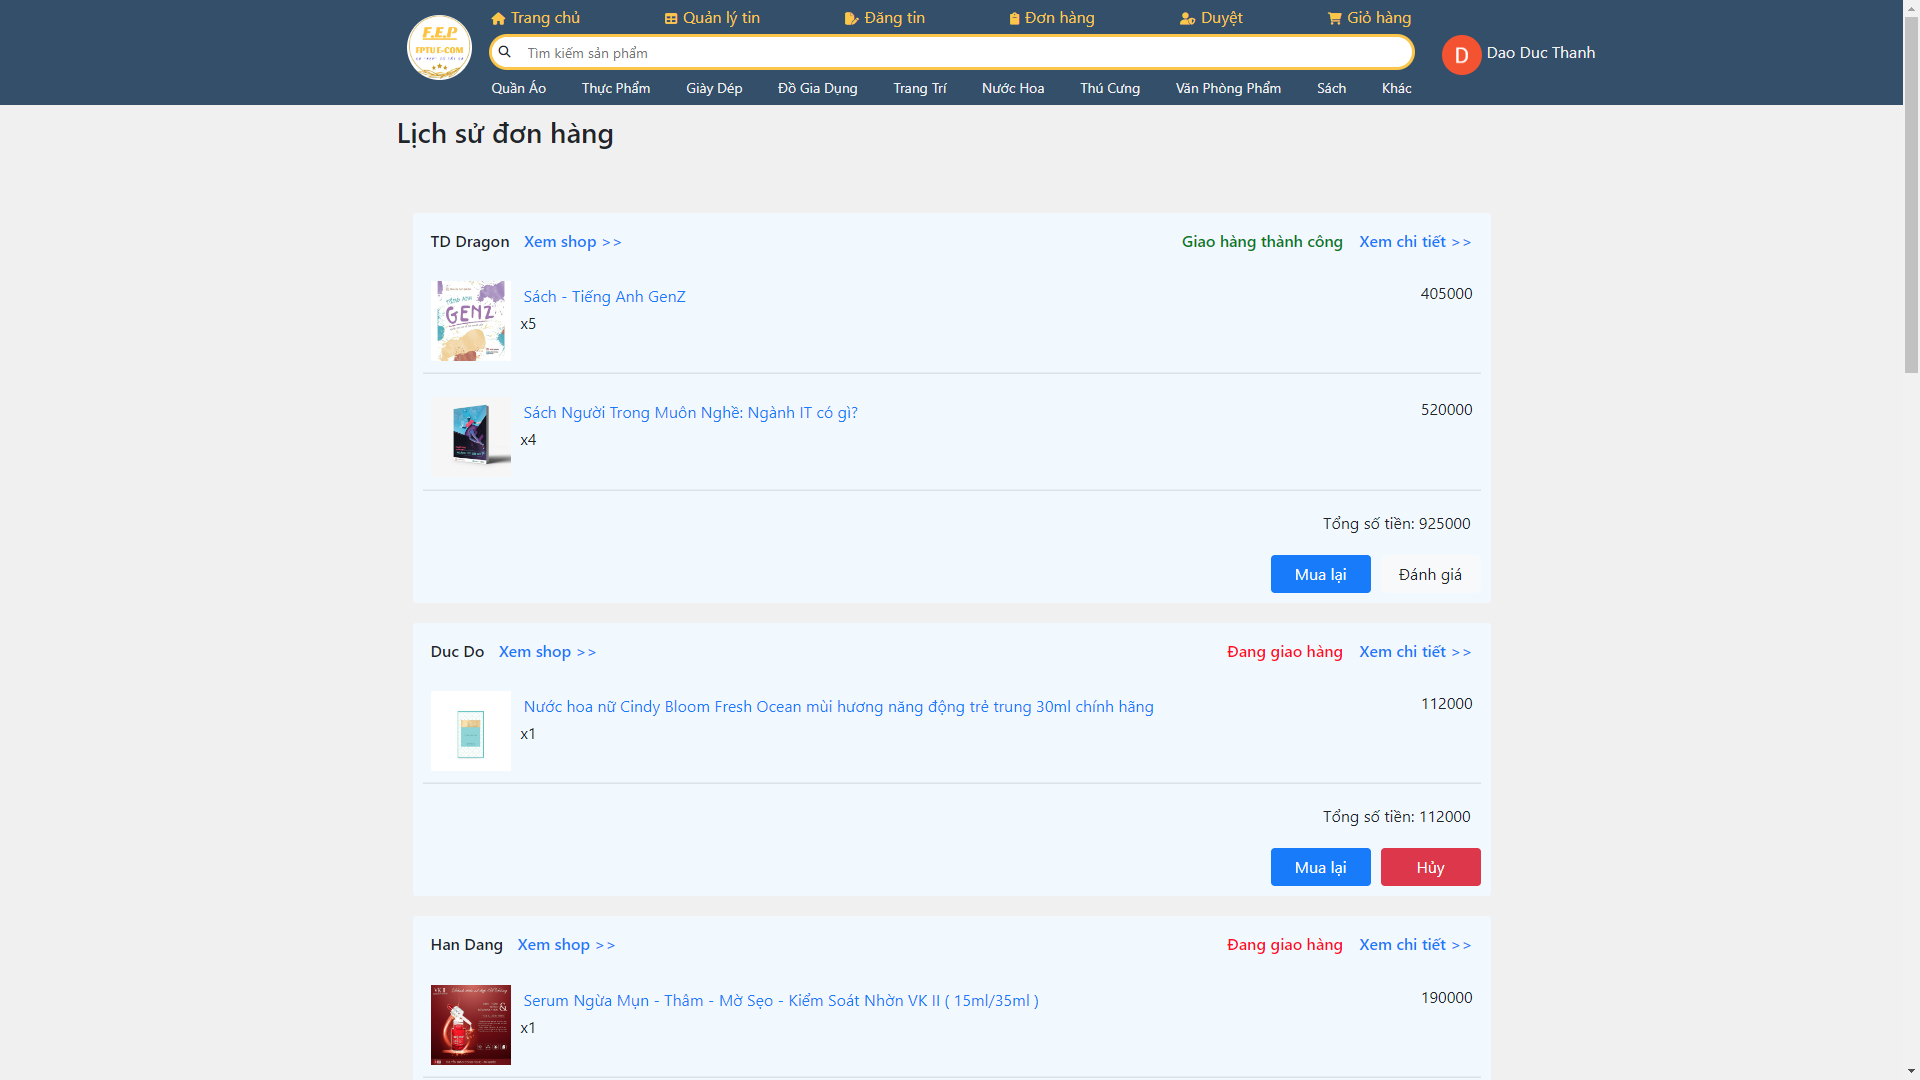 Trang chủ
Quản lý tin
Đăng tin
Đơn hàng
Duyệt
Giỏ hàng
F.E.P
FPTU E-COM
Tìm kiếm sản phẩm
D
Dao Duc Thanh
Quần Áo
Thực Phẩm
Giày Dép
Đồ Gia Dụng
Trang Trí
Nước Hoa
Thú Cưng
Văn Phòng Phẩm
Sách
Khác
Lịch sử đơn hàng
TD Dragon Xem shop >>
Giao hàng thành công Xem chi tiết >>
TIẾNG ANH
GENZ
Sách - Tiếng Anh GenZ
405000
x5
Sách Người Trong Muôn Nghề: Ngành IT có gì?
520000
x4
Tổng số tiền: 925000
Mua lại
Đánh giá
Duc Do Xem shop >>
Đang giao hàng Xem chi tiết >>
Nước hoa nữ Cindy Bloom Fresh Ocean mùi hương năng động trẻ trung 30ml chính hãng
112000
x1
Tổng số tiền: 112000
Mua lại
Hủy
Han Dang Xem shop >>
Đang giao hàng Xem chi tiết >>
VK II
Serum Ngừa Mụn - Thâm - Mờ Sẹo - Kiểm Soát Nhờn VK II ( 15ml/35ml )
190000
x1